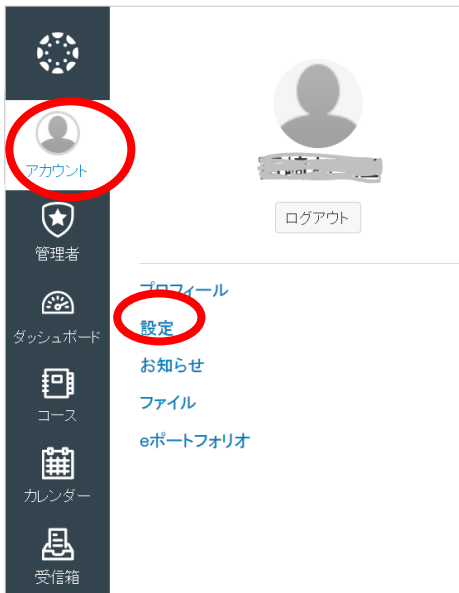 アカウント
管理者
ダッシュボード
コース
カレンダー
受信箱
ログアウト
プロフィール
設定
お知らせ
ファイル
eポートフォリオ